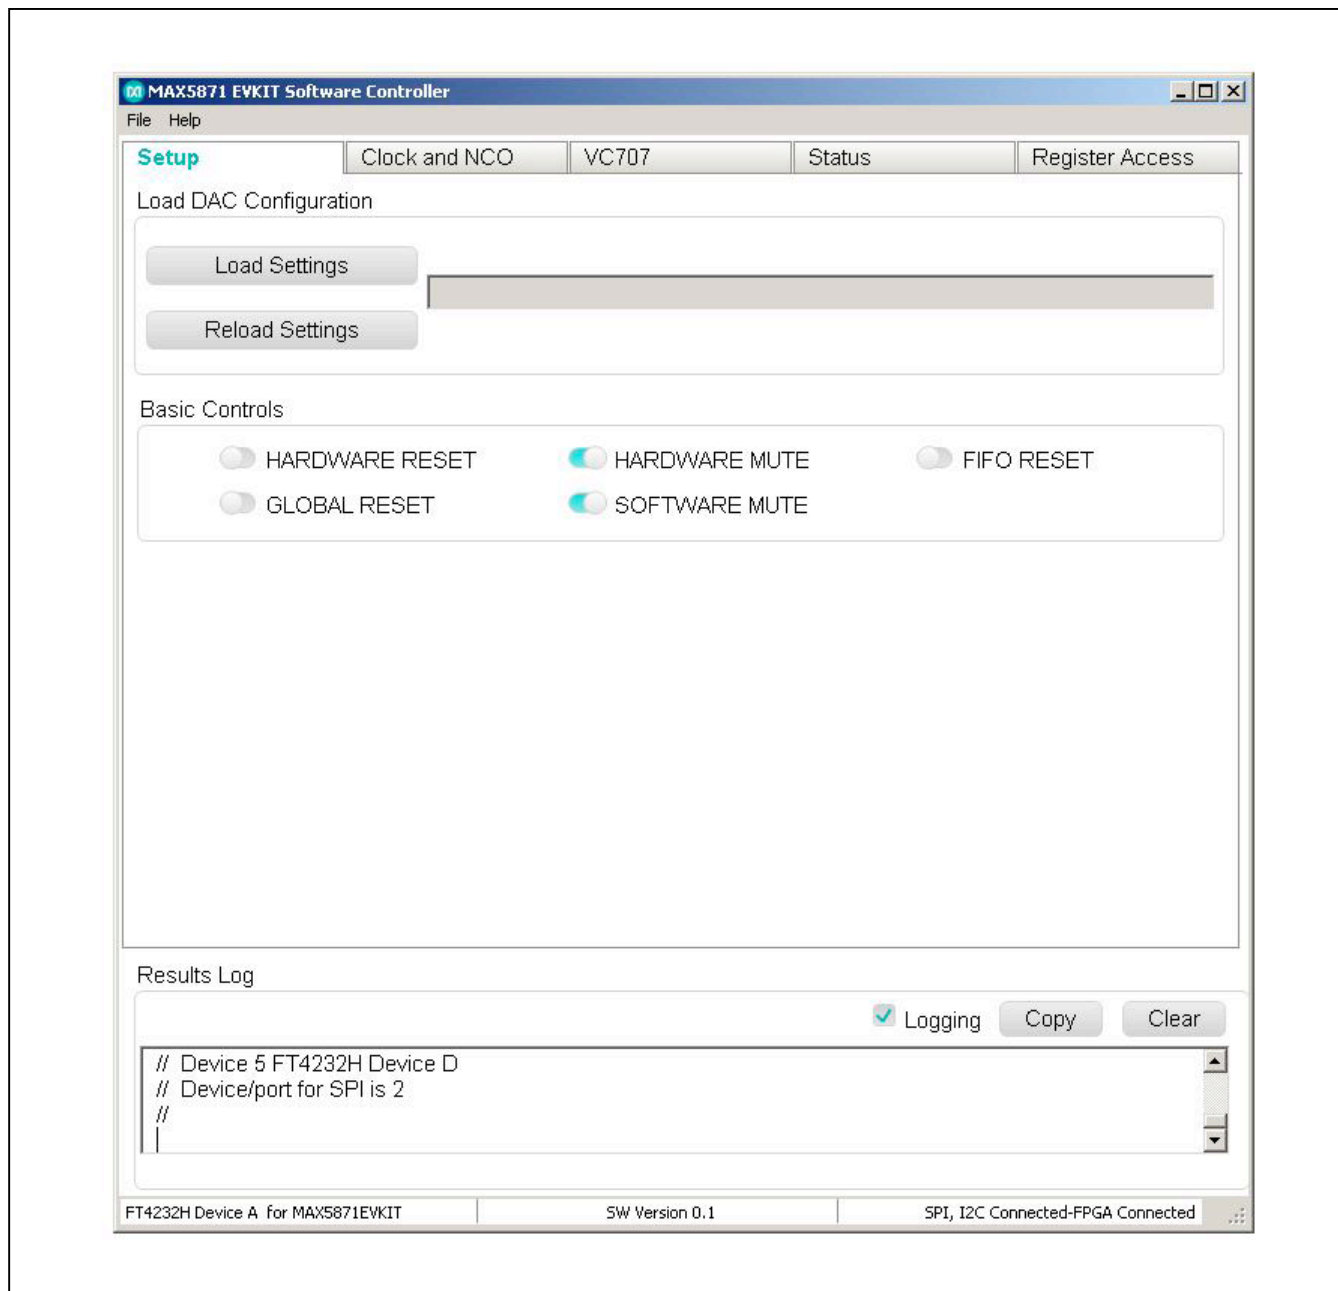 MAX5871 EVKIT Software Controller
File Help
Setup Clock and NCO VC707 Status Register Access
Load DAC Configuration
Load Settings
Reload Settings
Basic Controls
HARDWARE RESET HARDWARE MUTE FIFO RESET
GLOBAL RESET SOFTWARE MUTE
Results Log
Logging Copy Clear
// Device 5 FT4232H Device D
// Device/port for SPI is 2
//
FT4232H Device A for MAX5871EVKIT SW Version 0.1 SPI, I2C Connected-FPGA Connected